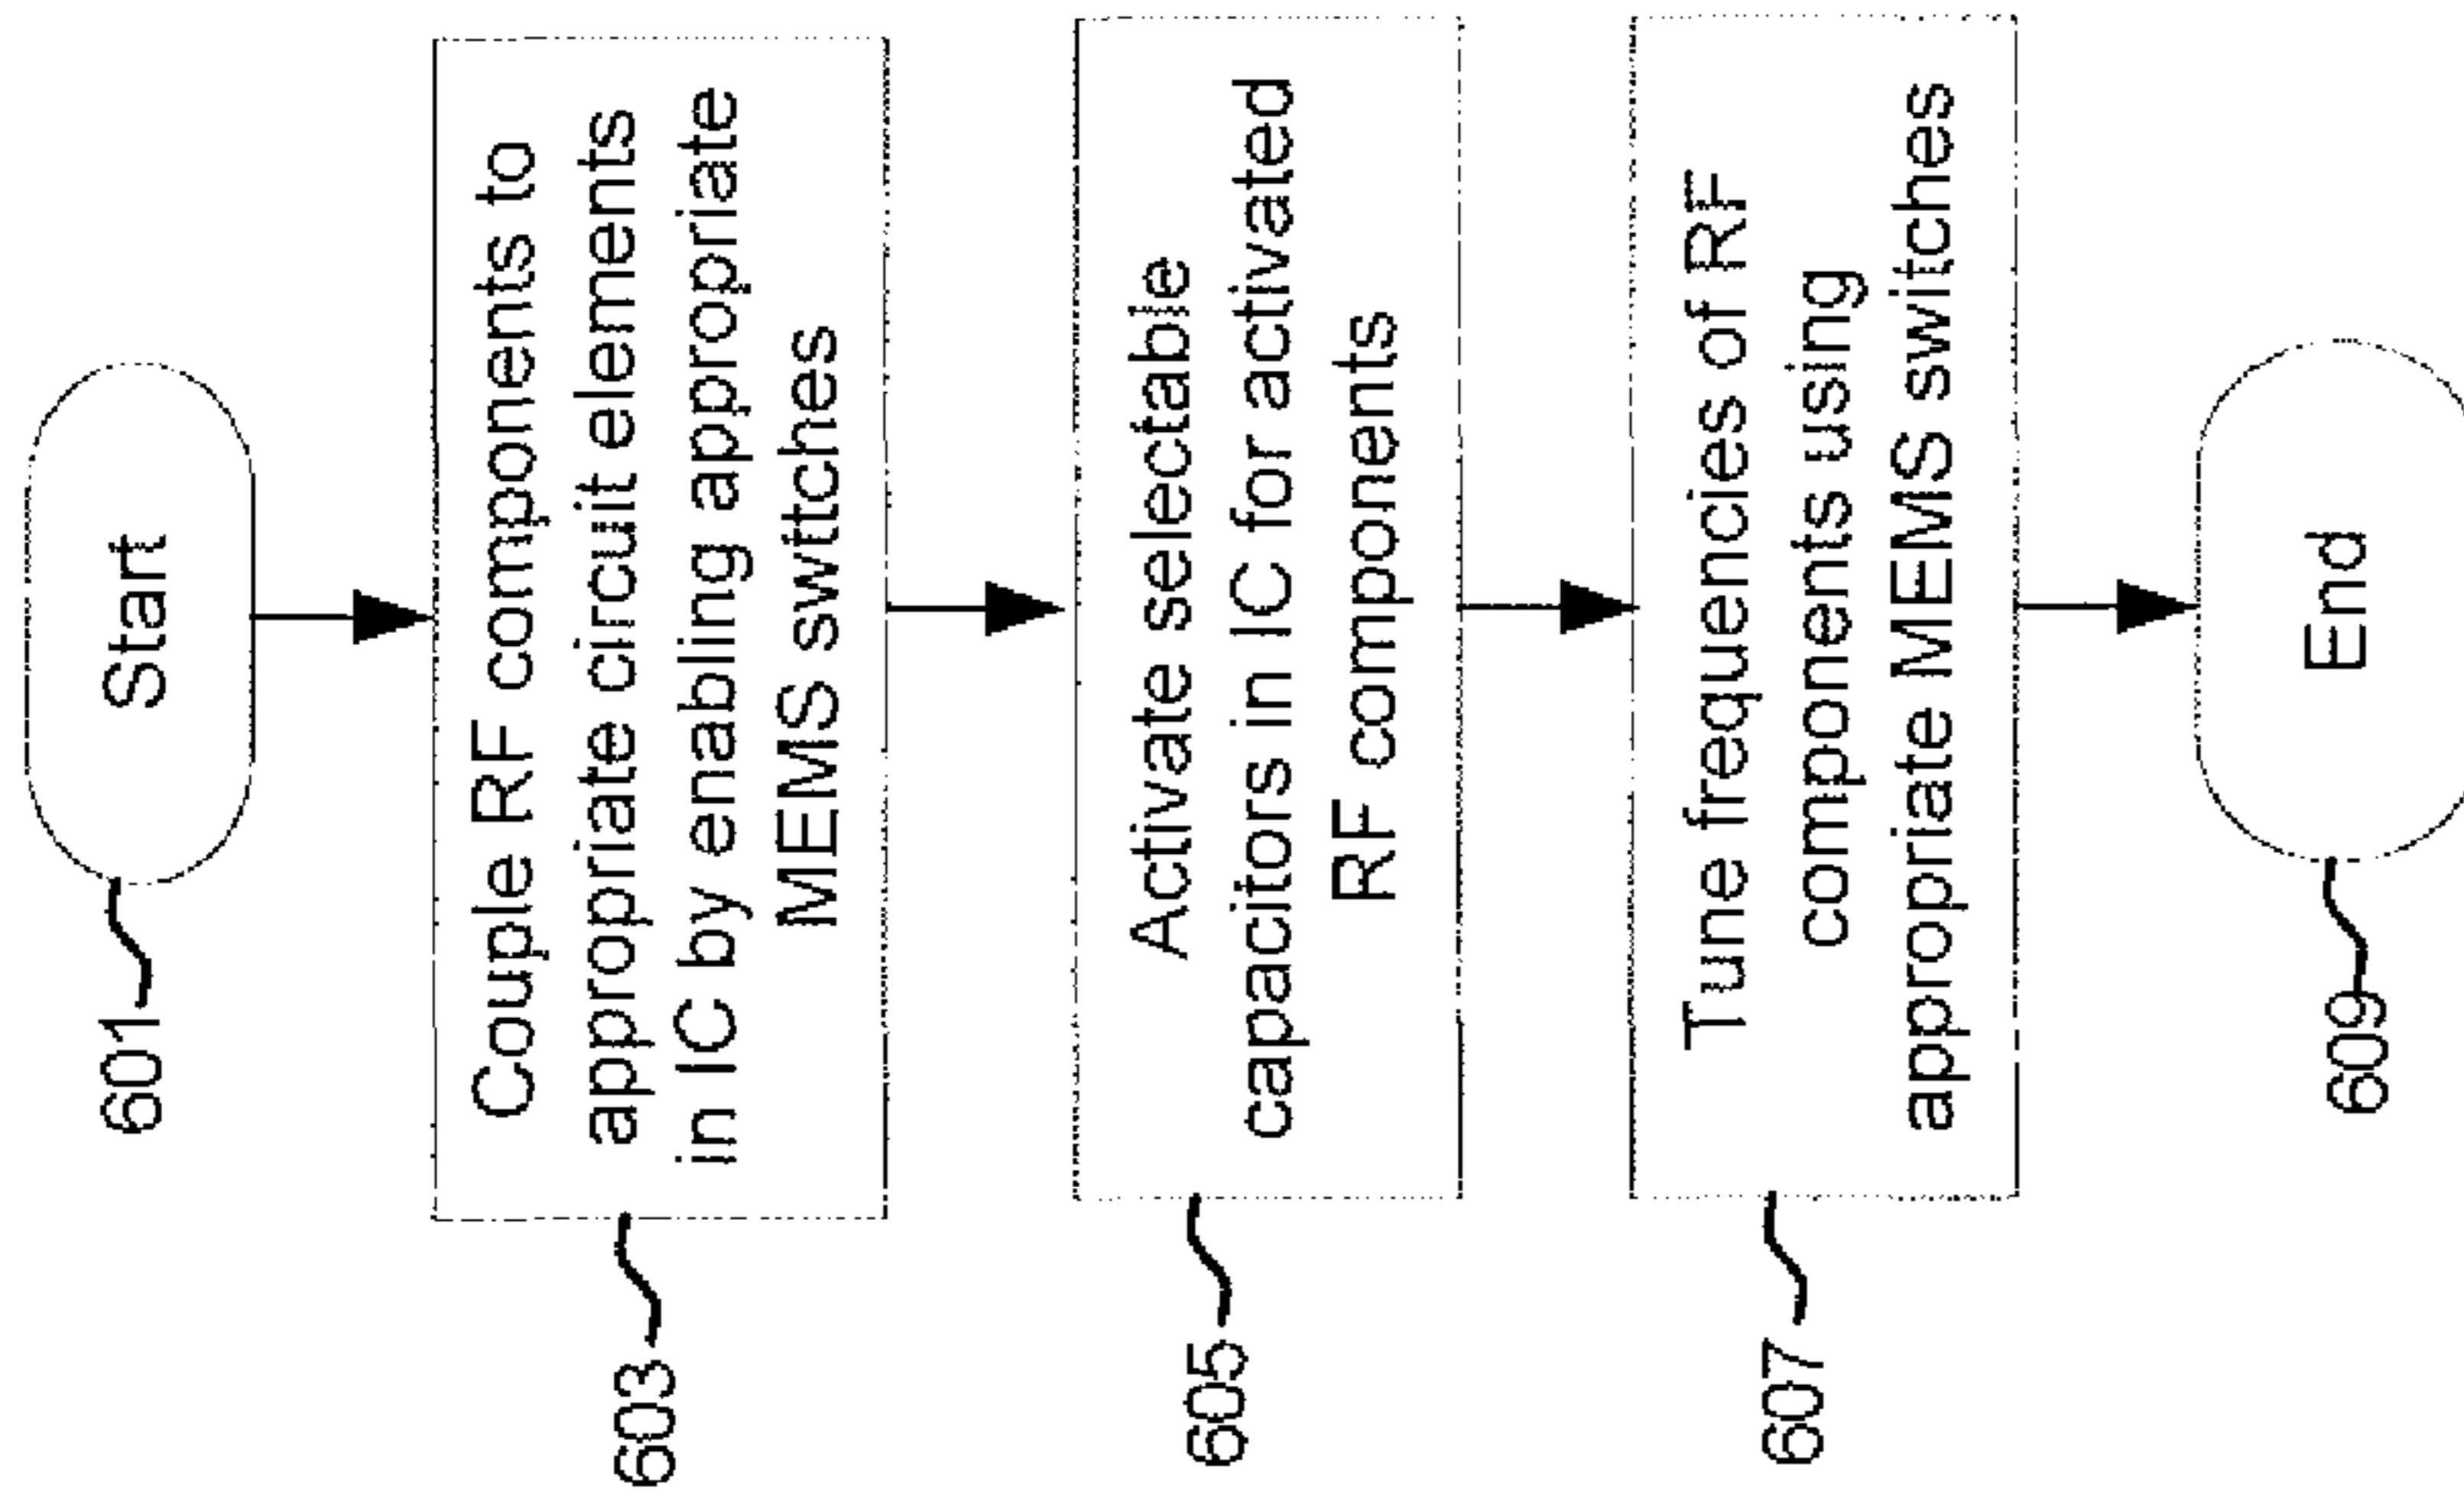 601
Start
603
Couple RF components to
appropriate circuit elements
in IC by enabling appropriate
MEMS switches
605
Activate selectable
capacitors in IC for activated
RF components
607
Tune frequencies of RF
components using
appropriate MEMS switches
609
End